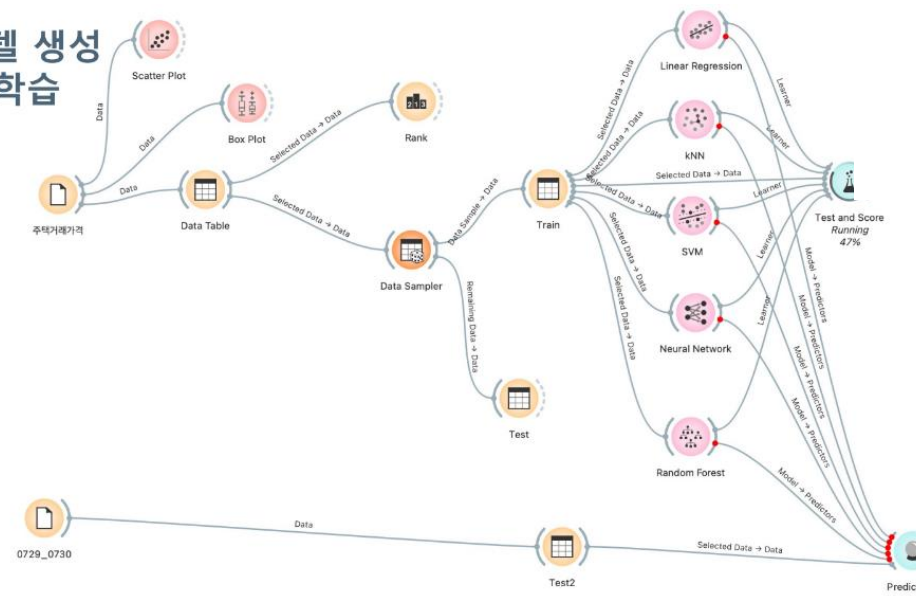 델 생성
학습
Scatter Plot
Data
Box Plot
Data
Selected Data → Data
Rank
주택거래가격
Data
Data Table
Selected Data → Data
Data Sampler
Data Sample → Data
Remaining Data → Data
Train
Test
Selected Data → Data
Linear Regression
Learner
Selected Data → Data
kNN
Learner
Selected Data → Data
Selected Data → Data
SVM
Learner
Test and Score
Running
47%
Selected Data → Data
Neural Network
Learner
Selected Data → Data
Random Forest
Learner
Model → Predictors
Model → Predictors
Model → Predictors
Model → Predictors
Model → Predictors
0729_0730
Data
Test2
Selected Data → Data
Predic